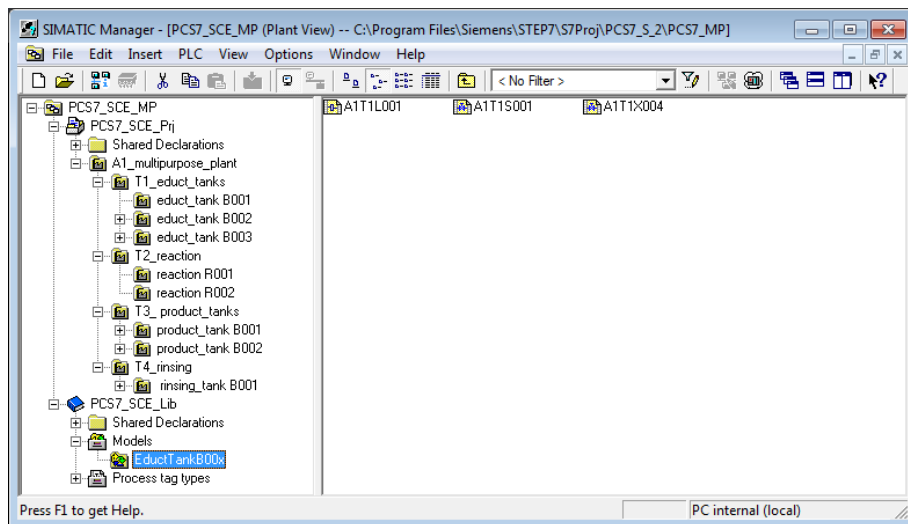 SIMATIC Manager - [PCS7_SCE_MP (Plant View) -- C:\Program Files\Siemens\STEP7\S7Proj\PCS7_S_2\PCS7_MP]
File Edit Insert PLC View Options Window Help
< No Filter >
PCS7_SCE_MP
PCS7_SCE_Prj
Shared Declarations
A1_multipurpose_plant
T1_educt_tanks
educt_tank B001
educt_tank B002
educt_tank B003
T2_reaction
reaction R001
reaction R002
T3_ product_tanks
product_tank B001
product_tank B002
T4_rinsing
rinsing_tank B001
PCS7_SCE_Lib
Shared Declarations
Models
EductTankB00x
Process tag types
A1T1L001 A1T1S001 A1T1X004
Press F1 to get Help. PC internal (local)